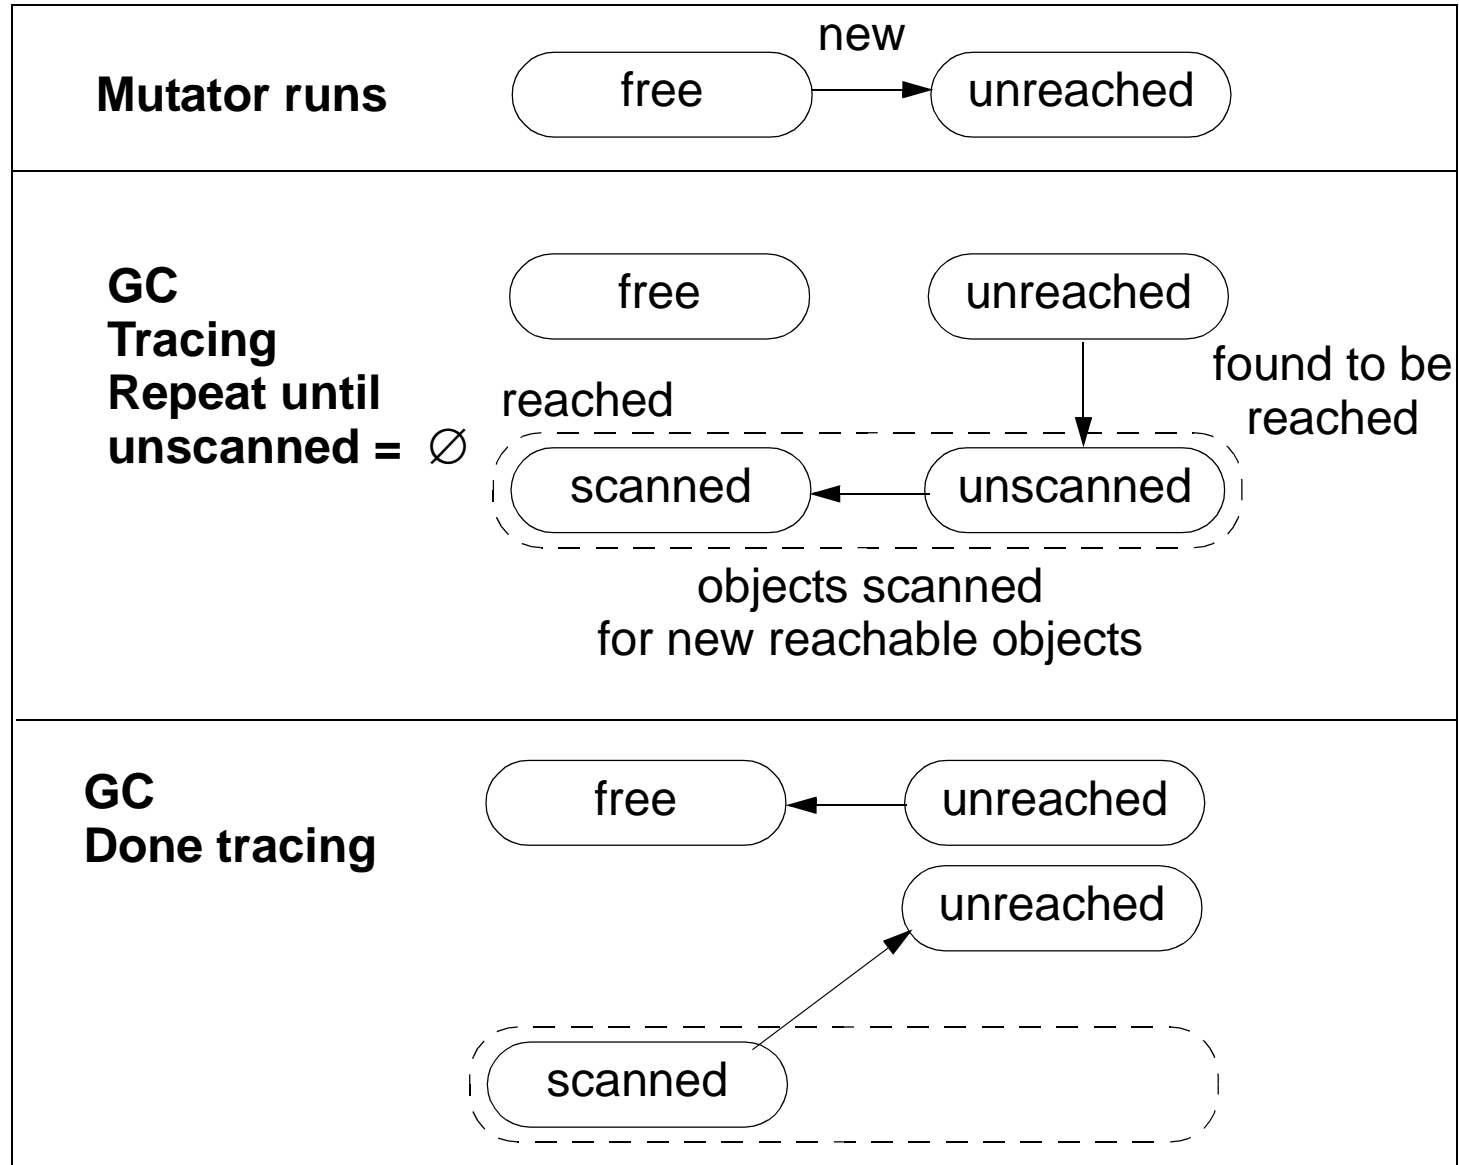 new
Mutator runs
free
unreached
GC
Tracing
Repeat until
unscanned = ∅
free
unreached
found to be
reached
reached
scanned
unscanned
objects scanned
for new reachable objects
GC
Done tracing
free
unreached
unreached
scanned